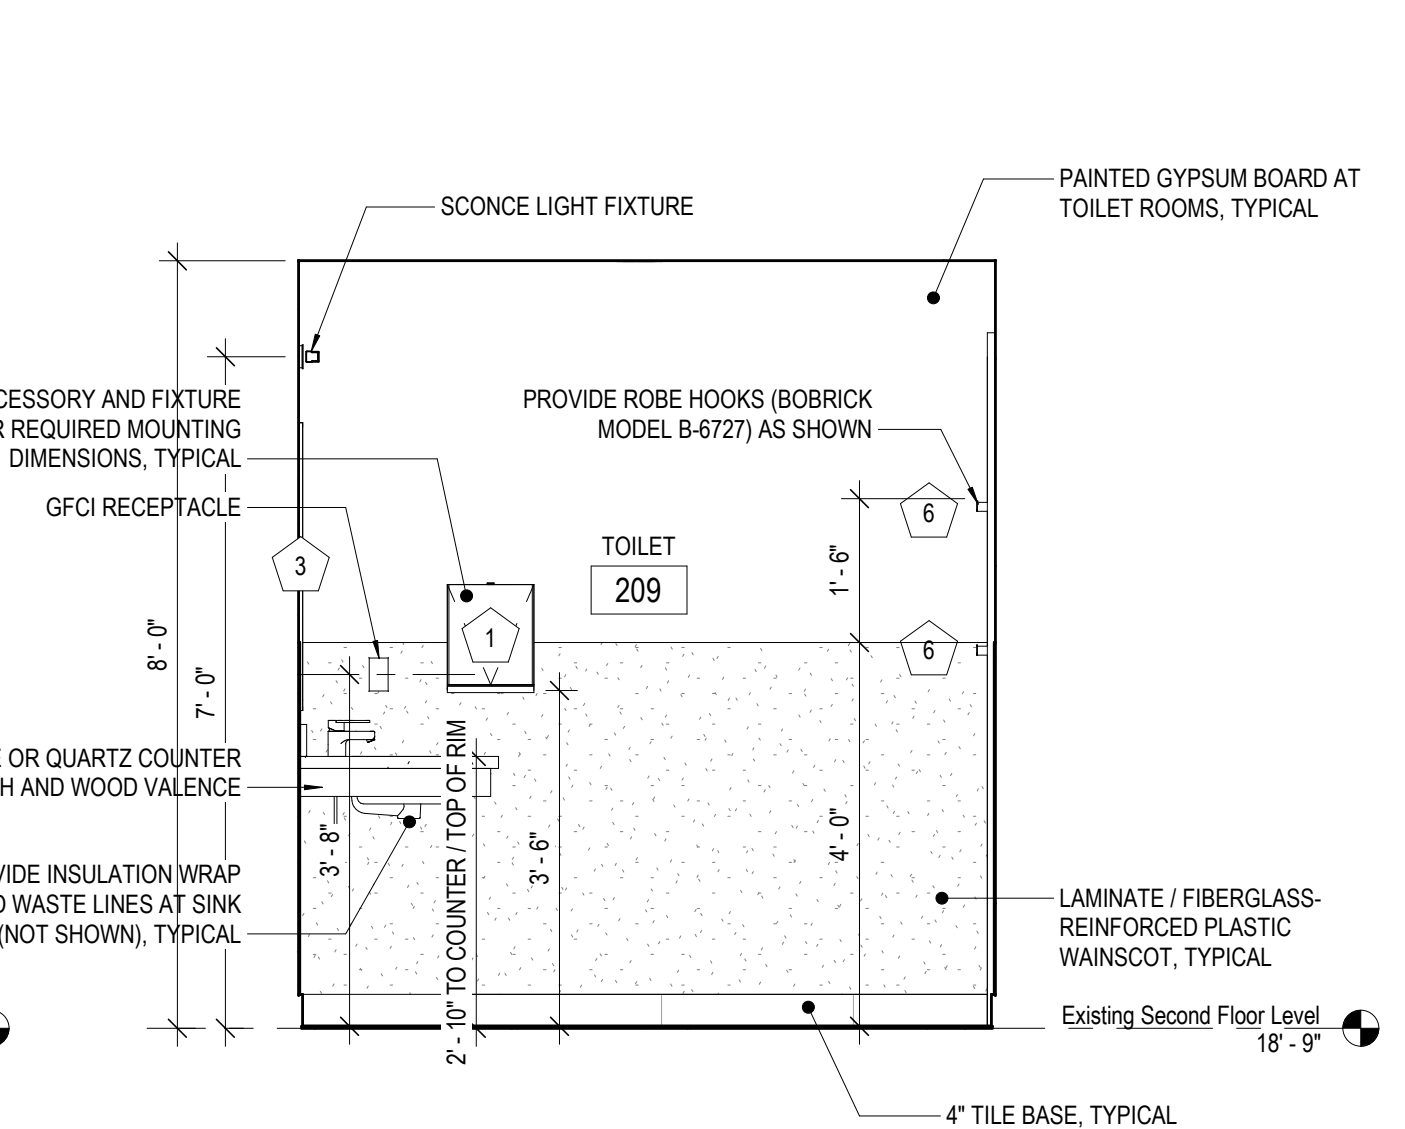 PAINTED GYPSUM BOARD AT
TOILET ROOMS, TYPICAL
SCONCE LIGHT FIXTURE
AND FIXTURE
REQUIRED MOUNTING
DIMENSIONS, TYPICAL
GFCI RECEPTACLE
PROVIDE ROBE HOOKS (BOBRICK
MODEL B-6727) AS SHOWN
6
3
TOILET
209
1
6
1' - 6"
8' - 0"
7' - 0"
OR QUARTZ COUNTER
AND WOOD VALENCE
3' - 8"
2' - 10" TO COUNTER / TOP OF RIM
3' - 6"
4' - 0"
INSULATION WRAP
WASTE LINES AT SINK
(NOT SHOWN), TYPICAL
LAMINATE / FIBERGLASS-
REINFORCED PLASTIC
WAINSCOT, TYPICAL
Existing Second Floor Level
18' - 9"
4" TILE BASE, TYPICAL